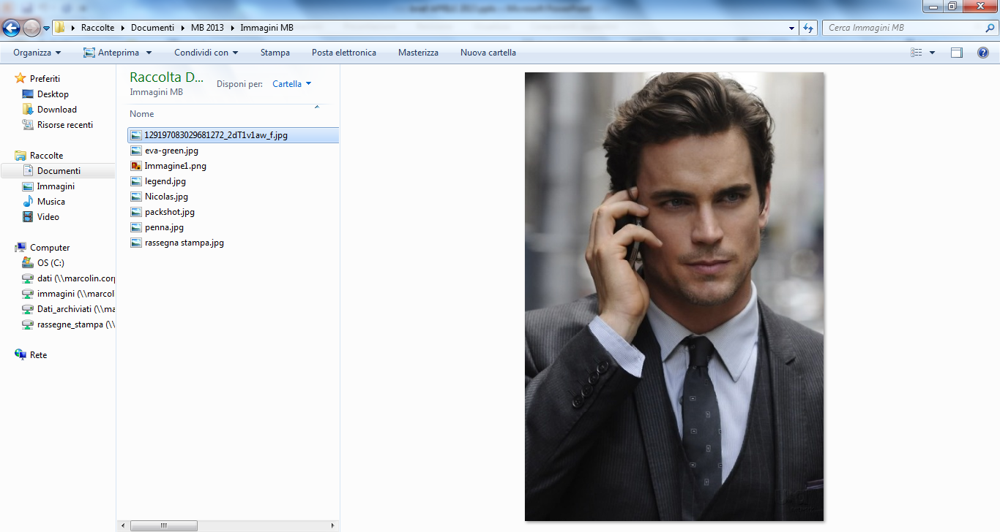 Raccolte Documenti MB 2013 Immagini MB
Cerca Immagini MB
Organizza Anteprima Condividi con Stampa Posta elettronica Masterizza Nuova cartella
Preferiti
Desktop
Download
Risorse recenti
Raccolte
Documenti
Immagini
Musica
Video
Computer
OS (C:)
dati (\\marcolin.corp
immagini (\\marcol
Dati_archiviati (\\ma
rassegne_stampa (\\
Rete
Raccolta D...
Immagini MB
Disponi per: Cartella
Nome
129197083029681272_2dT1v1aw_f.jpg
eva-green.jpg
Immagine1.png
legend.jpg
Nicolas.jpg
packshot.jpg
penna.jpg
rassegna stampa.jpg